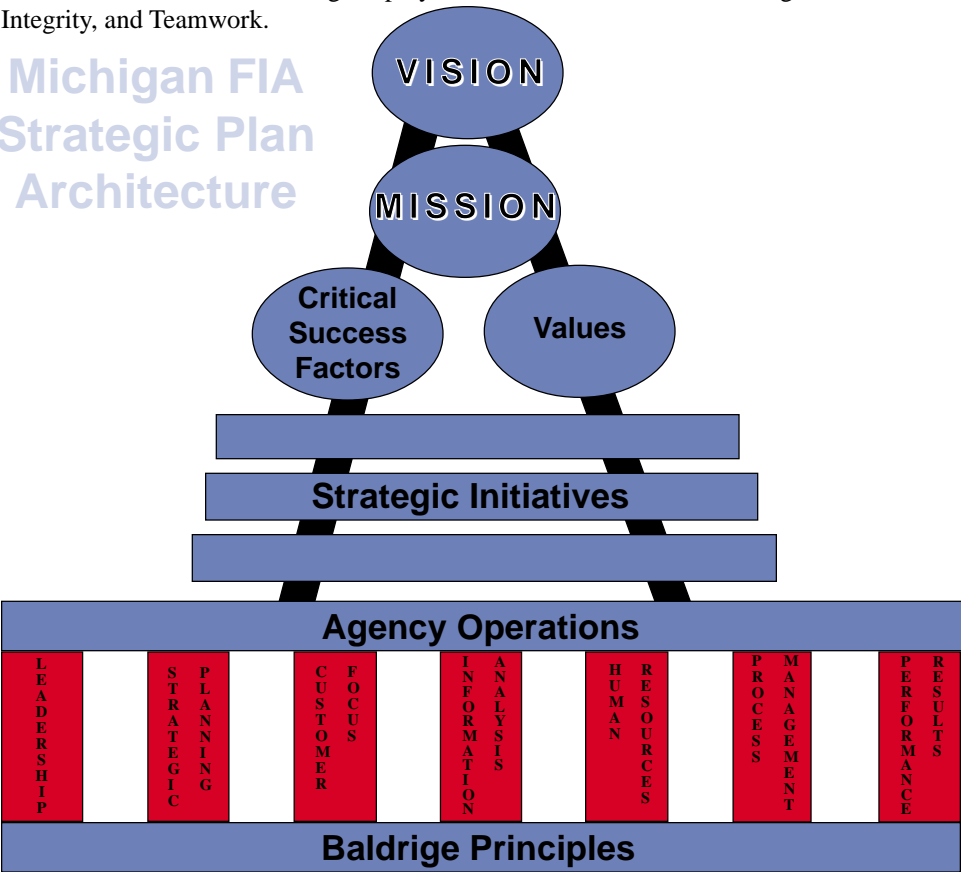 Integrity, and Teamwork.
Michigan FIA
Strategic Plan
Architecture
VISION
MISSION
Critical
Success
Factors
Values
Strategic Initiatives
Agency Operations
LEADERSHIP
STRATEGIC
PLANNING
CUSTOMER
FOCUS
INFORMATION
ANALYSIS
HUMAN
RESOURCES
PROCESS
MANAGEMENT
PERFORMANCE
RESULTS
Baldrige Principles